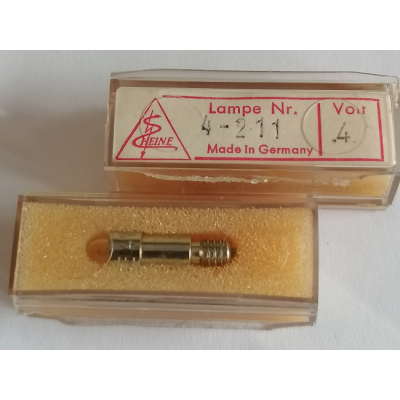 HEINE
Lampe Nr.
4-211
Made in Germany
Volt
4